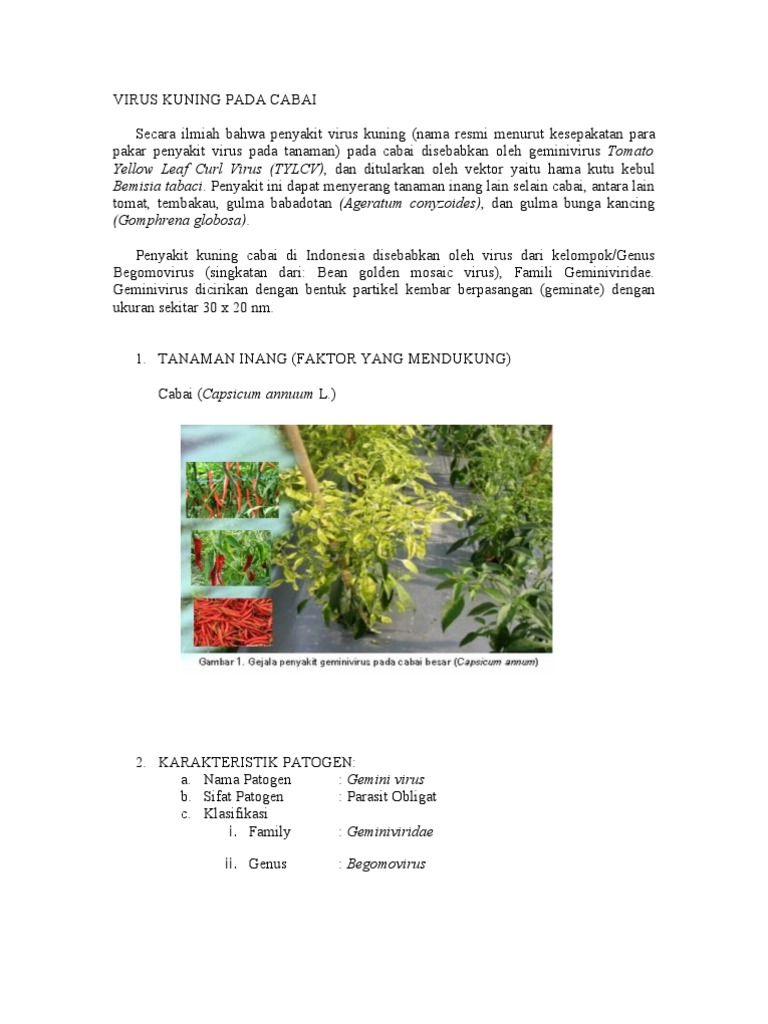 VIRUS KUNING PADA CABAI
Secara ilmiah bahwa penyakit virus kuning (nama resmi menurut kesepakatan para
pakar penyakit virus pada tanaman) pada cabai disebabkan oleh geminivirus Tomato
Yellow Leaf Curl Virus (TYLCV), dan ditularkan oleh vektor yaitu hama kutu kebul
Bemisia tabaci. Penyakit ini dapat menyerang tanaman inang lain selain cabai, antara lain
tomat, tembakau, gulma babadotan (Ageratum conyzoides), dan gulma bunga kancing
(Gomphrena globosa).
Penyakit kuning cabai di Indonesia disebabkan oleh virus dari kelompok/Genus
Begomovirus (singkatan dari: Bean golden mosaic virus), Famili Geminiviridae.
Geminivirus dicirikan dengan bentuk partikel kembar berpasangan (geminate) dengan
ukuran sekitar 30 x 20 nm.
1. TANAMAN INANG (FAKTOR YANG MENDUKUNG)
Cabai (Capsicum annuum L.)
Gambar 1. Gejala penyakit geminivirus pada cabai besar (Capsicum annum)
2. KARAKTERISTIK PATOGEN:
a. Nama Patogen : Gemini virus
b. Sifat Patogen : Parasit Obligat
c. Klasifikasi
i. Family : Geminiviridae
ii. Genus : Begomovirus